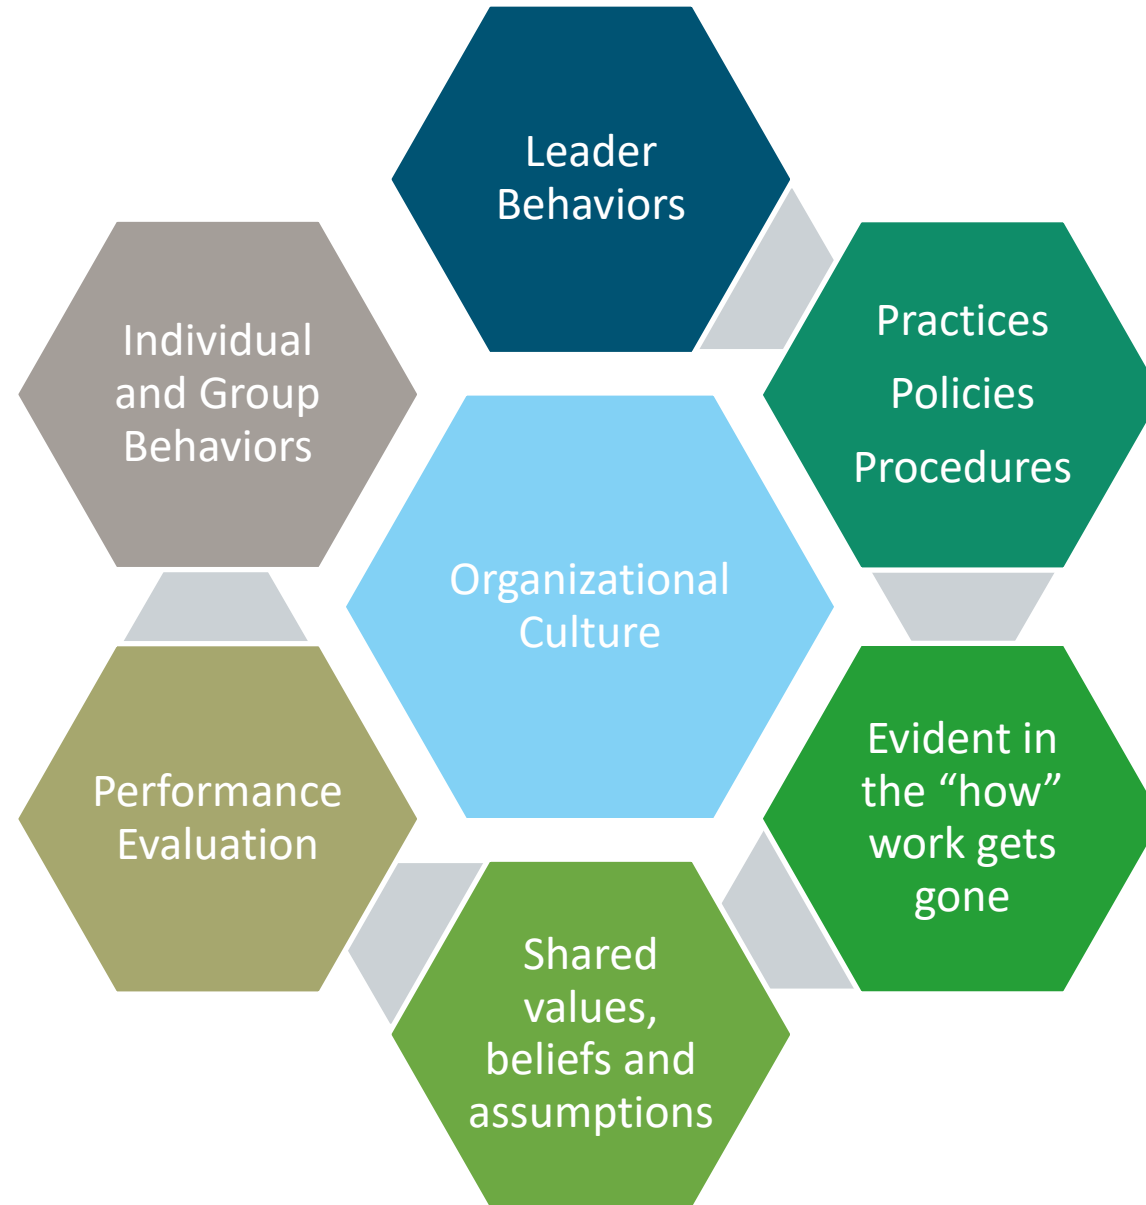 Leader
Behaviors
Practices
Policies
Procedures
Evident in
the “how”
work gets
gone
Shared
values,
beliefs and
assumptions
Performance
Evaluation
Individual
and Group
Behaviors
Organizational
Culture